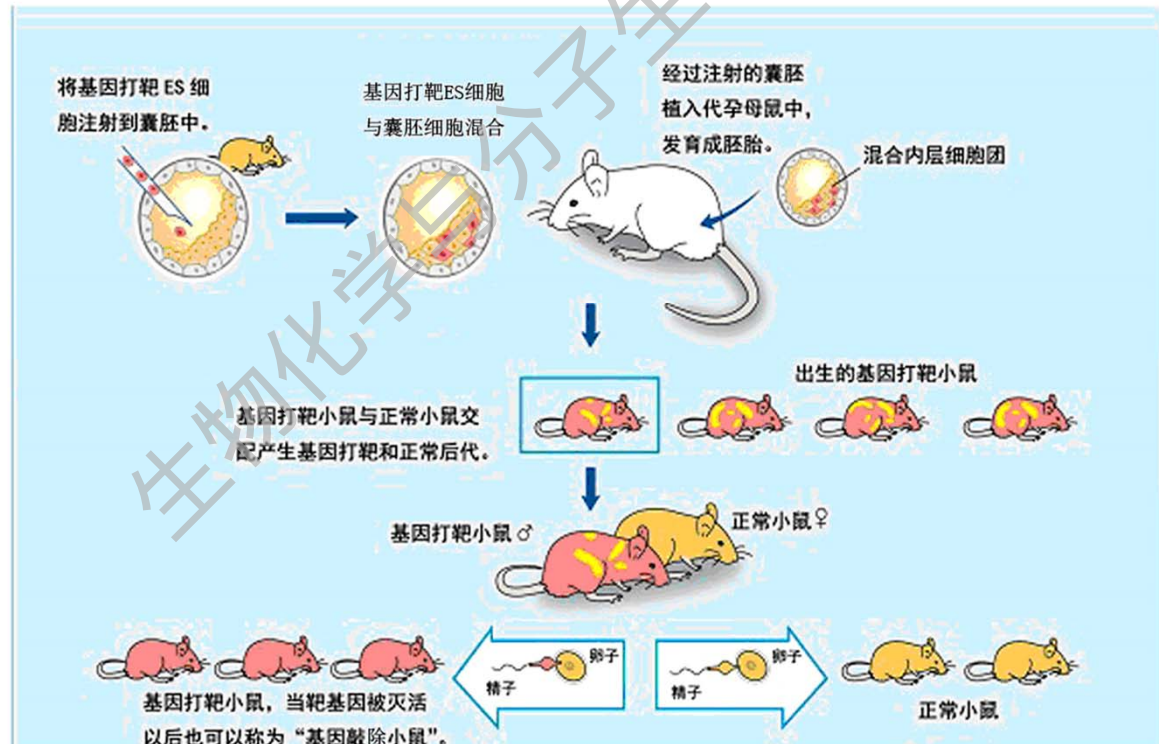 将基因打靶 ES 细
胞注射到囊胚中。
基因打靶ES细胞
与囊胚细胞混合
经过注射的囊胚
植入代孕母鼠中,
发育成胚胎。
混合内层细胞团
出生的基因打靶小鼠
基因打靶小鼠与正常小鼠交
配产生基因打靶和正常后代。
基因打靶小鼠♂
正常小鼠♀
卵子
精子
卵子
精子
基因打靶小鼠,当靶基因被灭活
以后也可以称为“基因敲除小鼠”。
正常小鼠
生物化学与分子生